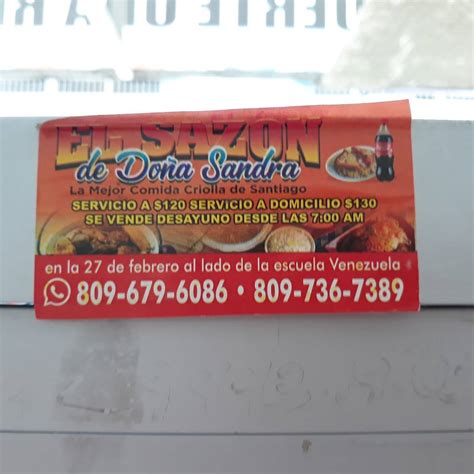 EL SAZÓN
de Doña Sandra
La Mejor Comida Criolla de Santiago
SERVICIO A $120 SERVICIO A DOMICILIO $130
SE VENDE DESAYUNO DESDE LAS 7:00 AM
en la 27 de febrero al lado de la escuela Venezuela
809-679-6086 • 809-736-7389